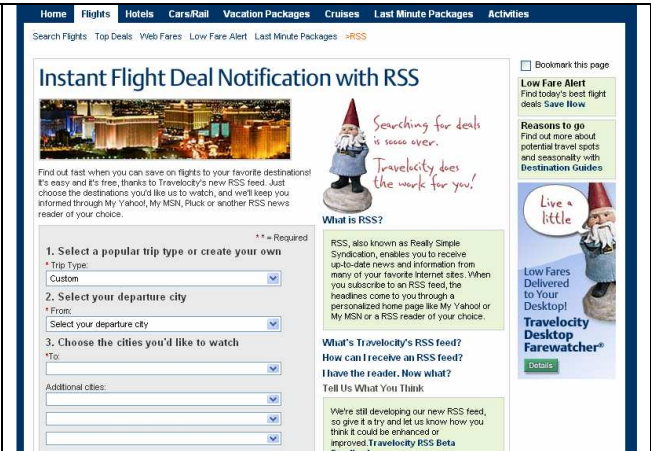 Home Flights Hotels Cars/Rail Vacation Packages Cruises Last Minute Packages Activities
Search Flights Top Deals Web Fares Low Fare Alert Last Minute Packages >RSS
Instant Flight Deal Notification with RSS
Find out fast when you can save on flights to your favorite destinations!
It's easy and it's free, thanks to Travelocity's new RSS feed. Just
choose the destinations you'd like us to watch, and we'll keep you
informed through My Yahoo!, My MSN, Pluck or another RSS news
reader of your choice.
** = Required
1. Select a popular trip type or create your own
* Trip Type:
Custom
2. Select your departure city
* From:
Select your departure city
3. Choose the cities you'd like to watch
*To:
Additional cities:
Searching for deals
is soooo over.
Travelocity does
the work for you!
What is RSS?
RSS, also known as Really Simple
Syndication, enables you to receive
up-to-date news and information from
many of your favorite Internet sites. When
you subscribe to an RSS feed, the
headlines come to you through a
personalized home page like My Yahoo! or
My MSN or a RSS reader of your choice.
What's Travelocity's RSS feed?
How can I receive an RSS feed?
I have the reader. Now what?
Tell Us What You Think
We're still developing our new RSS feed,
so give it a try and let us know how you
think it could be enhanced or
improved.Travelocity RSS Beta
Bookmark this page
Low Fare Alert
Find today's best flight
deals Save Now
Reasons to go
Find out more about
potential travel spots
and seasonality with
Destination Guides
Live a
little
Low Fares
Delivered
to Your
Desktop!
Travelocity
Desktop
Farewatcher®
Details